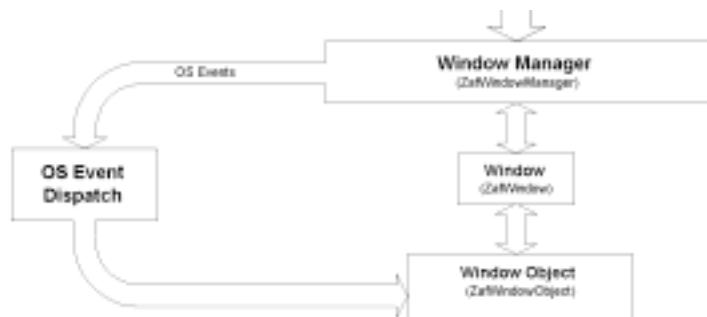 Window Manager
(ZafWindowManager)
OS Events
OS Event
Dispatch
Window
(ZafWindow)
Window Object
(ZafWindowObject)